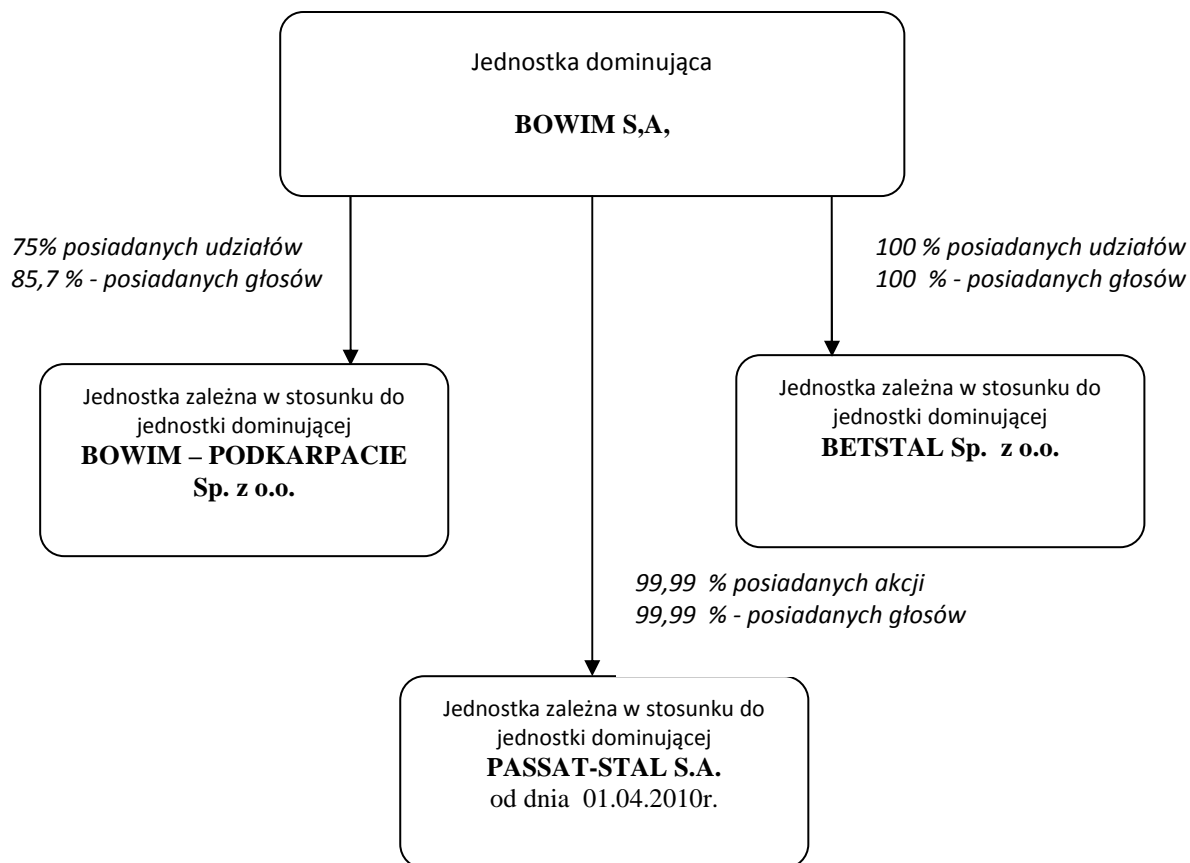 Jednostka dominująca
BOWIM S,A,
75% posiadanych udziałów
85,7 % - posiadanych głosów
100 % posiadanych udziałów
100  % - posiadanych głosów
Jednostka zależna w stosunku do
jednostki dominującej
BOWIM – PODKARPACIE
Sp. z o.o.
Jednostka zależna w stosunku do
jednostki dominującej
BETSTAL Sp.  z o.o.
99,99  % posiadanych akcji
99,99  % - posiadanych głosów
Jednostka zależna w stosunku do
jednostki dominującej
PASSAT-STAL S.A.
od dnia  01.04.2010r.